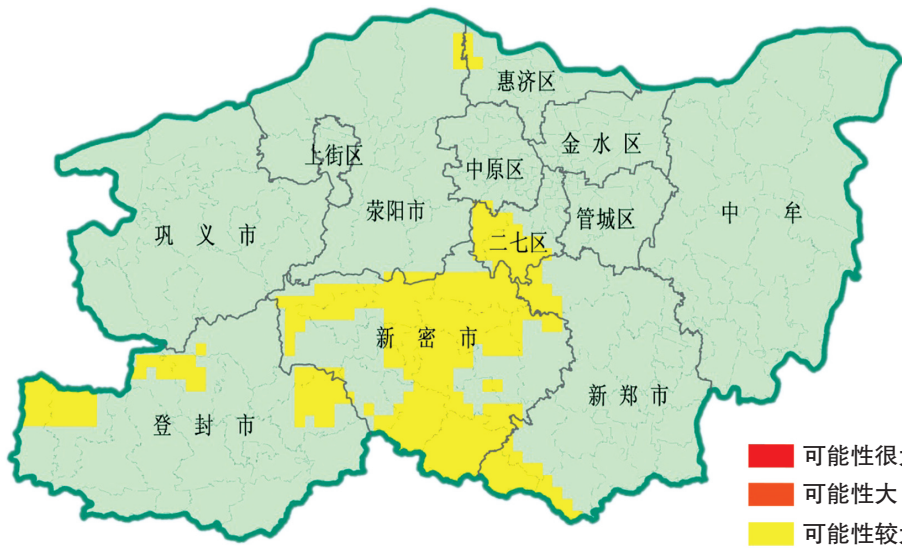 惠济区
金水区
上街区
中原区
荥阳市
管城区
中牟
巩义市
二七区
新密市
新郑市
登封市
可能性很
可能性大
可能性较